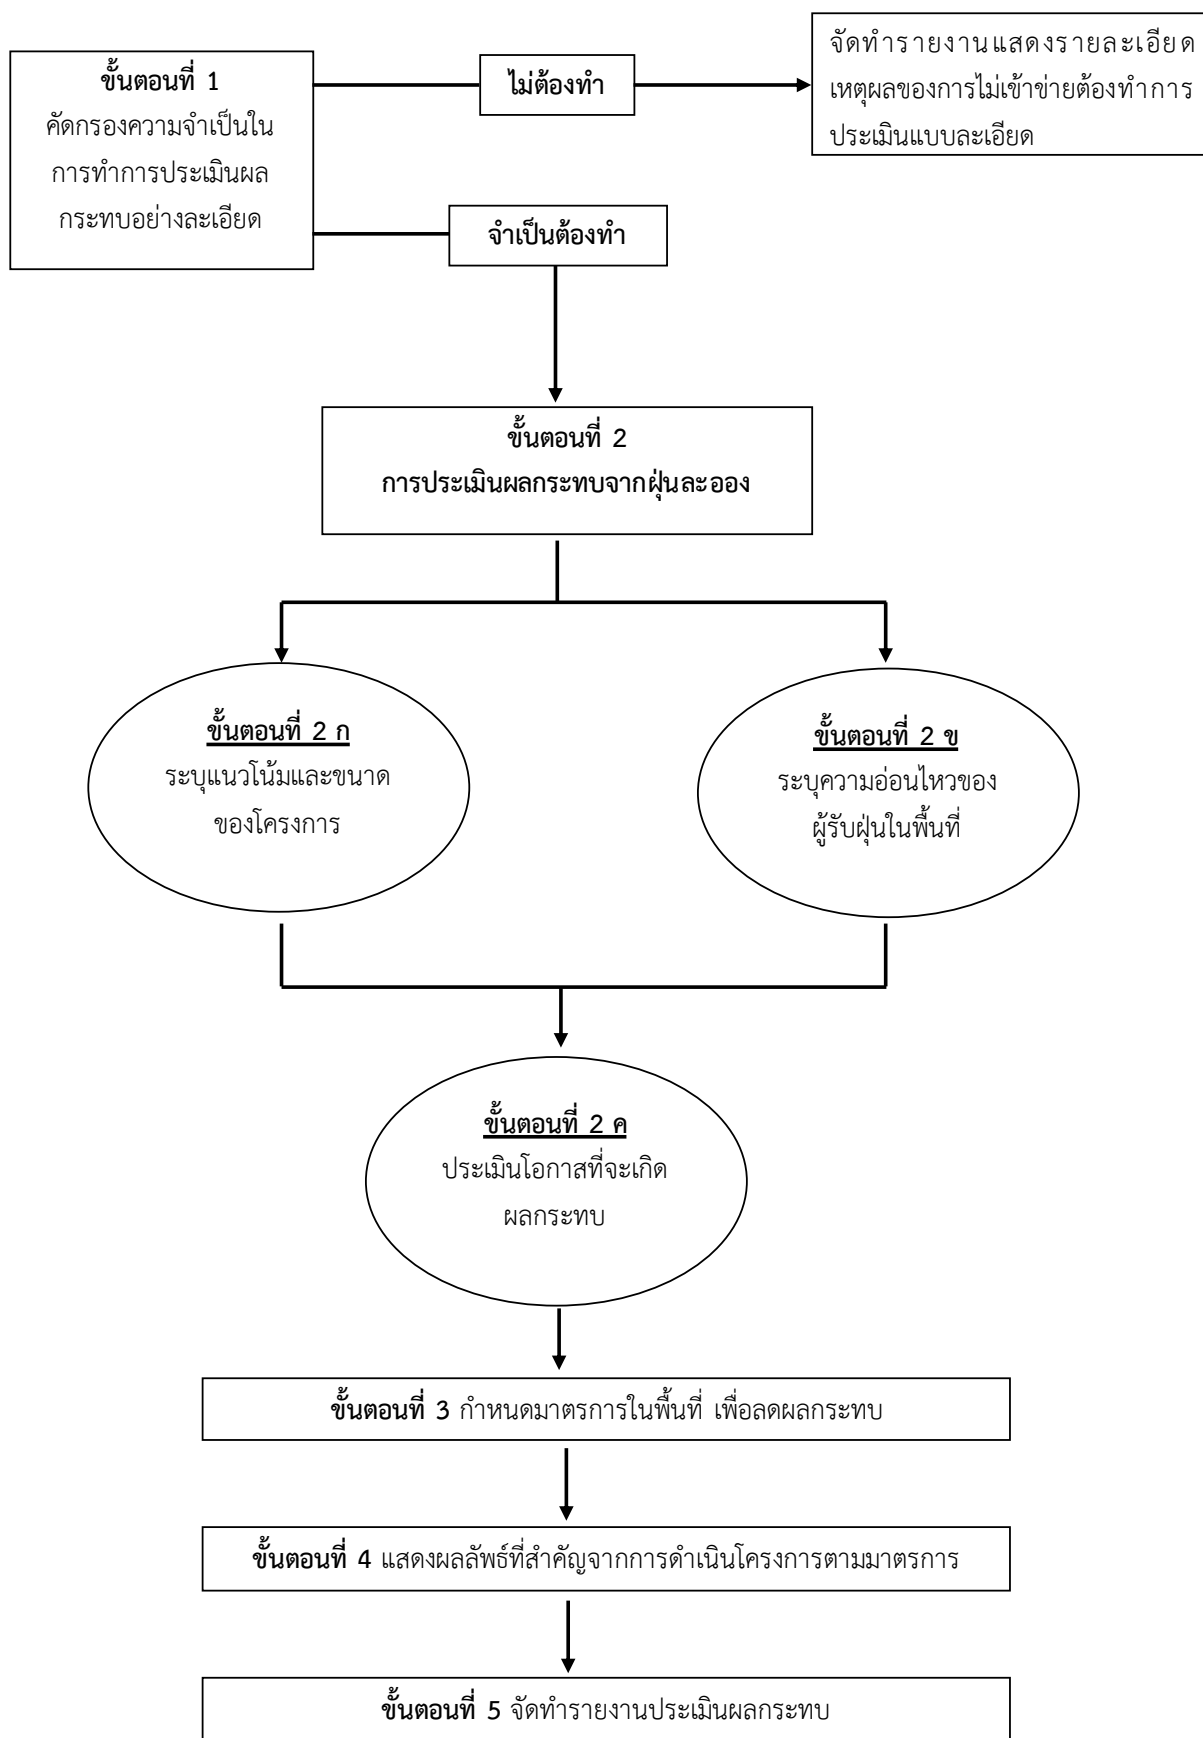 ขั้นตอนที่ 1
คัดกรองความจำเป็นใน
การทำการประเมินผล
กระทบอย่างละเอียด
ไม่ต้องทำ
จัดทำรายงานแสดงรายละเอียด
เหตุผลของการไม่เข้าข่ายต้องทำการ
ประเมินแบบละเอียด
จำเป็นต้องทำ
ขั้นตอนที่ 2
การประเมินผลกระทบจากฝุ่นละออง
ขั้นตอนที่ 2 ก
ระบุแนวโน้มและขนาด
ของโครงการ
ขั้นตอนที่ 2 ข
ระบุความอ่อนไหวของ
ผู้รับฝุ่นในพื้นที่
ขั้นตอนที่ 2 ค
ประเมินโอกาสที่จะเกิด
ผลกระทบ
ขั้นตอนที่ 3 กำหนดมาตรการในพื้นที่ เพื่อลดผลกระทบ
ขั้นตอนที่ 4 แสดงผลลัพธ์ที่สำคัญจากการดำเนินโครงการตามมาตรการ
ขั้นตอนที่ 5 จัดทำรายงานประเมินผลกระทบ